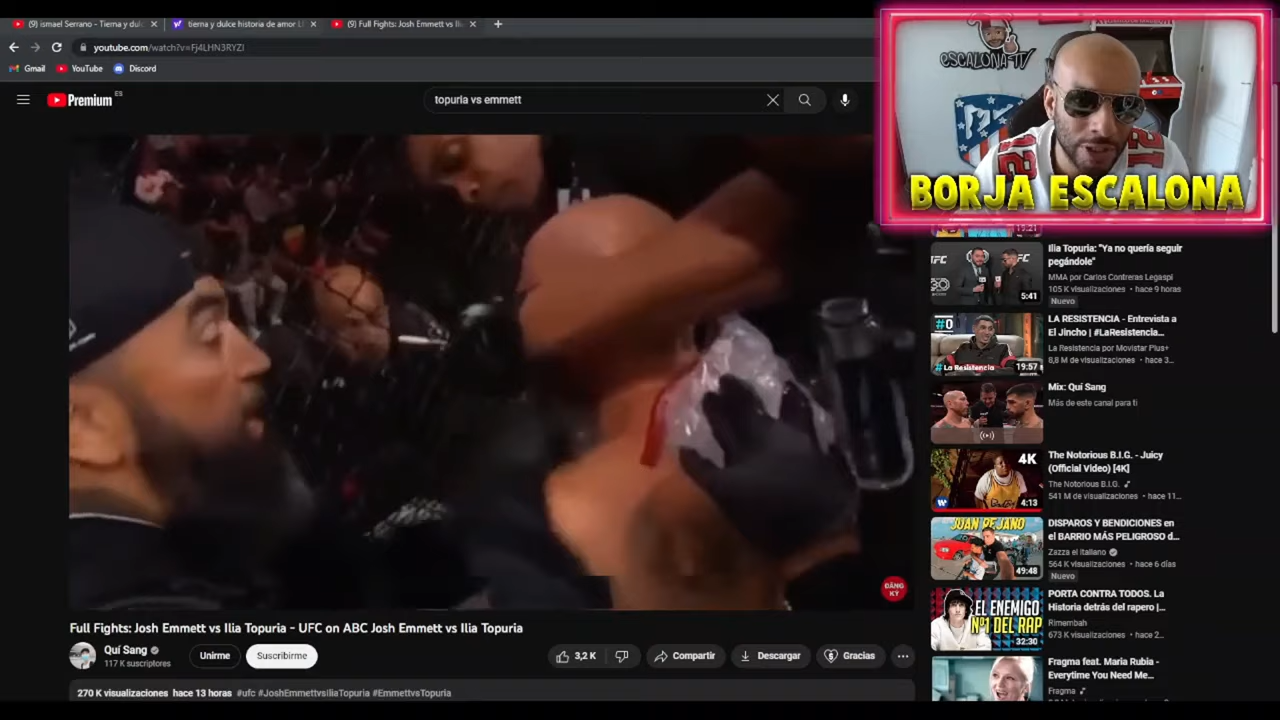 (9) ismael Serrano - Tierna y dulc
tierna y dulce historia de amor L
(9) Full Fights: Josh Emmett vs Ili
youtube.com/watch?v=Fj4LHN3RYZI
Gmail
YouTube
Discord
Premium ES
topuria vs emmett
ESCALONATV
BORJA ESCALONA
Ilia Topuria: "Ya no quería seguir
pegándole"
MMA por Carlos Contreras Legaspi
105 K visualizaciones • hace 9 horas
Nuevo
5:41
LA RESISTENCIA - Entrevista a
El Jincho | #LaResistencia...
La Resistencia por Movistar Plus+
8,8 M de visualizaciones • hace 3...
#0
La Resistencia
19:57
Mix: Quí Sang
Más de este canal para ti
The Notorious B.I.G. - Juicy
(Official Video) [4K]
The Notorious B.I.G.
541 M de visualizaciones • hace 11...
4K
4:13
DISPAROS Y BENDICIONES en
el BARRIO MÁS PELIGROSO d...
Zazza el Italiano
564 K visualizaciones • hace 6 días
Nuevo
JUAN BEJANO
49:48
PORTA CONTRA TODOS. La
Historia detrás del rapero |...
Rimembah
673 K visualizaciones • hace 2...
EL ENEMIGO
Nº1 DEL RAP
32:30
Fragma feat. Maria Rubia -
Everytime You Need Me...
Fragma
ĐĂNG
KÝ
Full Fights: Josh Emmett vs Ilia Topuria - UFC on ABC Josh Emmett vs Ilia Topuria
Quí Sang
117 K suscriptores
Unirme
Suscribirme
3,2 K
Compartir
Descargar
Gracias
270 K visualizaciones hace 13 horas #ufc #JoshEmmettvsIliaTopuria #EmmettvsTopuria